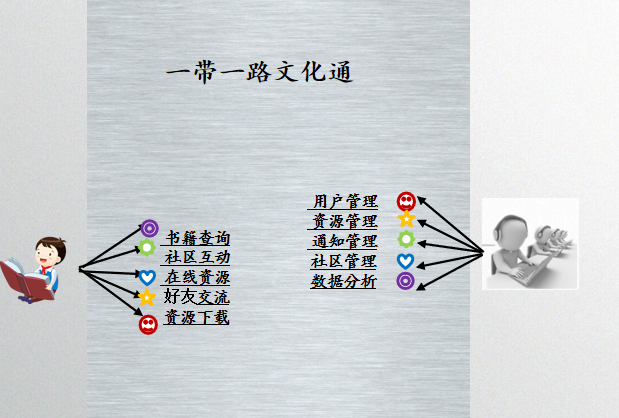 一带一路文化通
书籍查询
社区互动
在线资源
好友交流
资源下载
用户管理
资源管理
通知管理
社区管理
数据分析